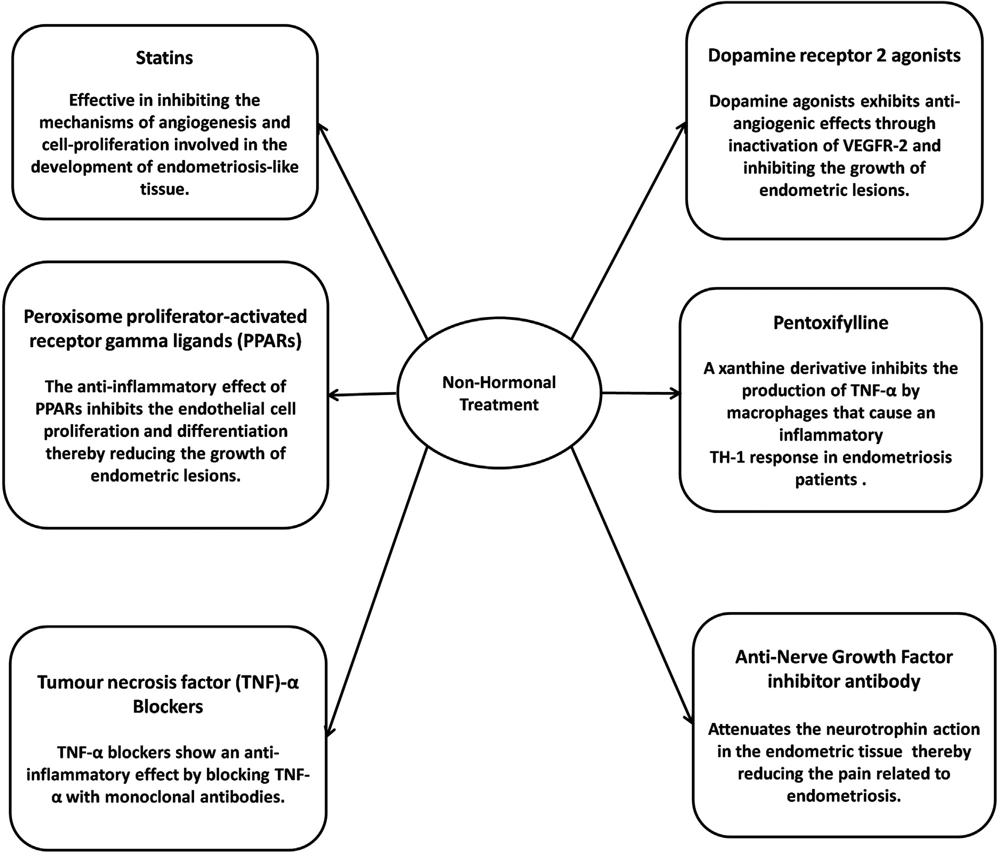 Statins
Effective in inhibiting the
mechanisms of angiogenesis and
cell-proliferation involved in the
development of endometriosis-like
tissue.
Dopamine receptor 2 agonists
Dopamine agonists exhibits anti-
angiogenic effects through
inactivation of VEGFR-2 and
inhibiting the growth of
endometric lesions.
Peroxisome proliferator-activated
receptor gamma ligands (PPARs)
The anti-inflammatory effect of
PPARs inhibits the endothelial cell
proliferation and differentiation
thereby reducing the growth of
endometric lesions.
Non-Hormonal
Treatment
Pentoxifylline
A xanthine derivative inhibits the
production of TNF-α by
macrophages that cause an
inflammatory
TH-1 response in endometriosis
patients .
Tumour necrosis factor (TNF)-α
Blockers
TNF-α blockers show an anti-
inflammatory effect by blocking TNF-
α with monoclonal antibodies.
Anti-Nerve Growth Factor
inhibitor antibody
Attenuates the neurotrophin action
in the endometric tissue  thereby
reducing the pain related to
endometriosis.